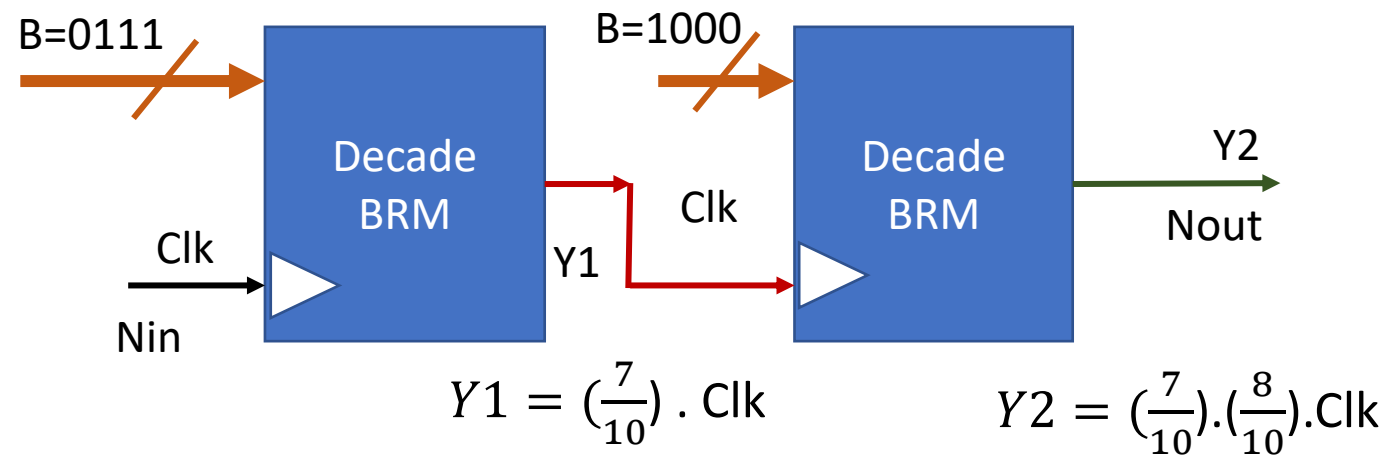 B=0111
B=1000
Decade
BRM
Decade
BRM
Y2
Clk
Clk
Nout
Y1
Nin
Y1 = (7/10) . Clk
Y2 = (7/10).(8/10).Clk